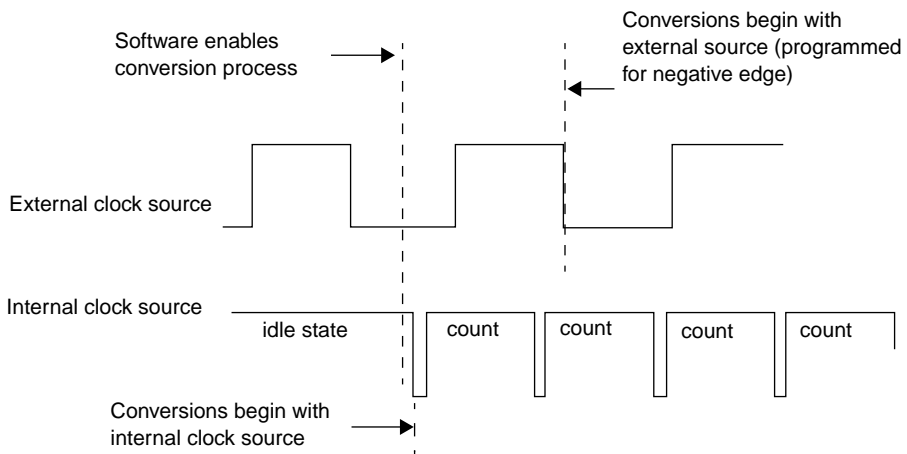 Software enables
conversion process
Conversions begin with
external source (programmed
for negative edge)
External clock source
Internal clock source
idle state
count
count
count
count
Conversions begin with
internal clock source